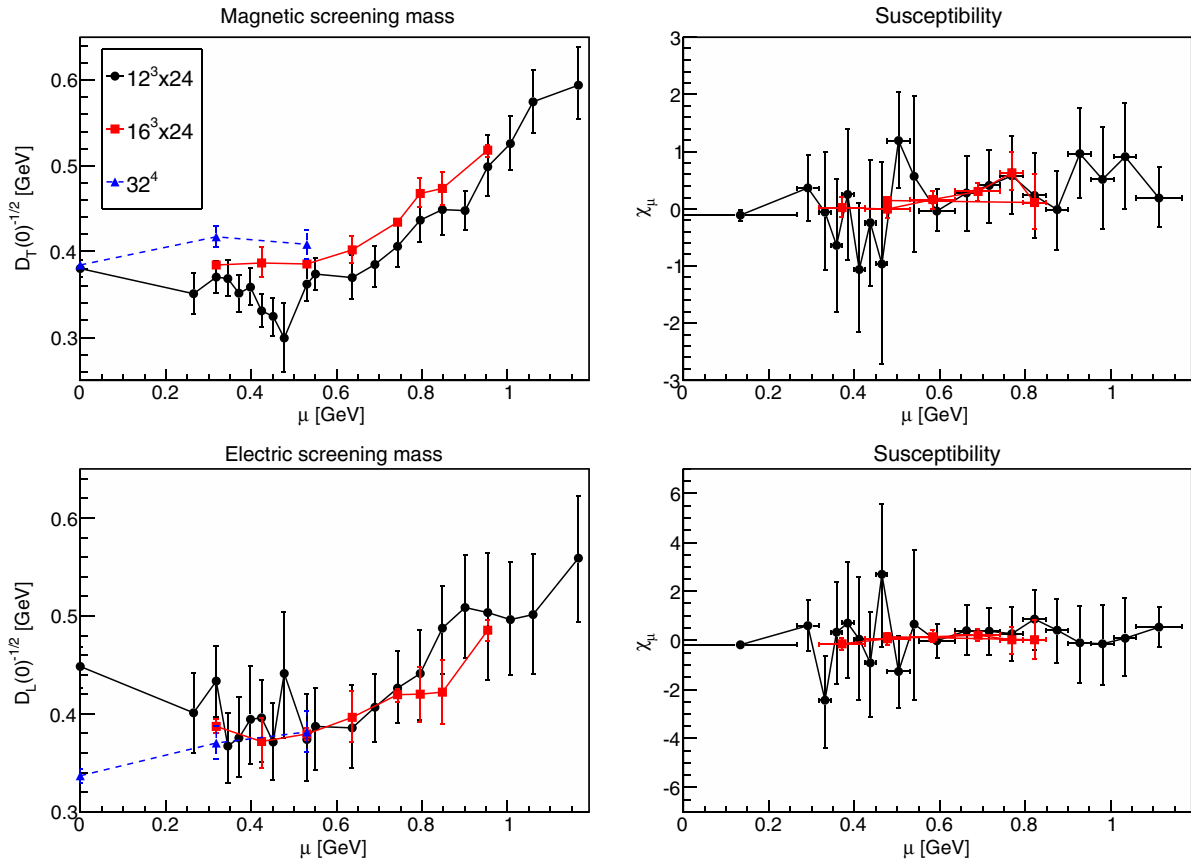 Magnetic screening mass
D_T(0)^{-1/2} [GeV]
0.6
0.5
0.4
0.3
12³x24
16³x24
32⁴
0 0.2 0.4 0.6 0.8 1
μ [GeV]
Susceptibility
χ_μ
3
2
1
0
-1
-2
-3
0 0.2 0.4 0.6 0.8 1
μ [GeV]
Electric screening mass
D_L(0)^{-1/2} [GeV]
0.6
0.5
0.4
0.3
0 0.2 0.4 0.6 0.8 1
μ [GeV]
Susceptibility
χ_μ
6
4
2
0
-2
-4
-6
0 0.2 0.4 0.6 0.8 1
μ [GeV]